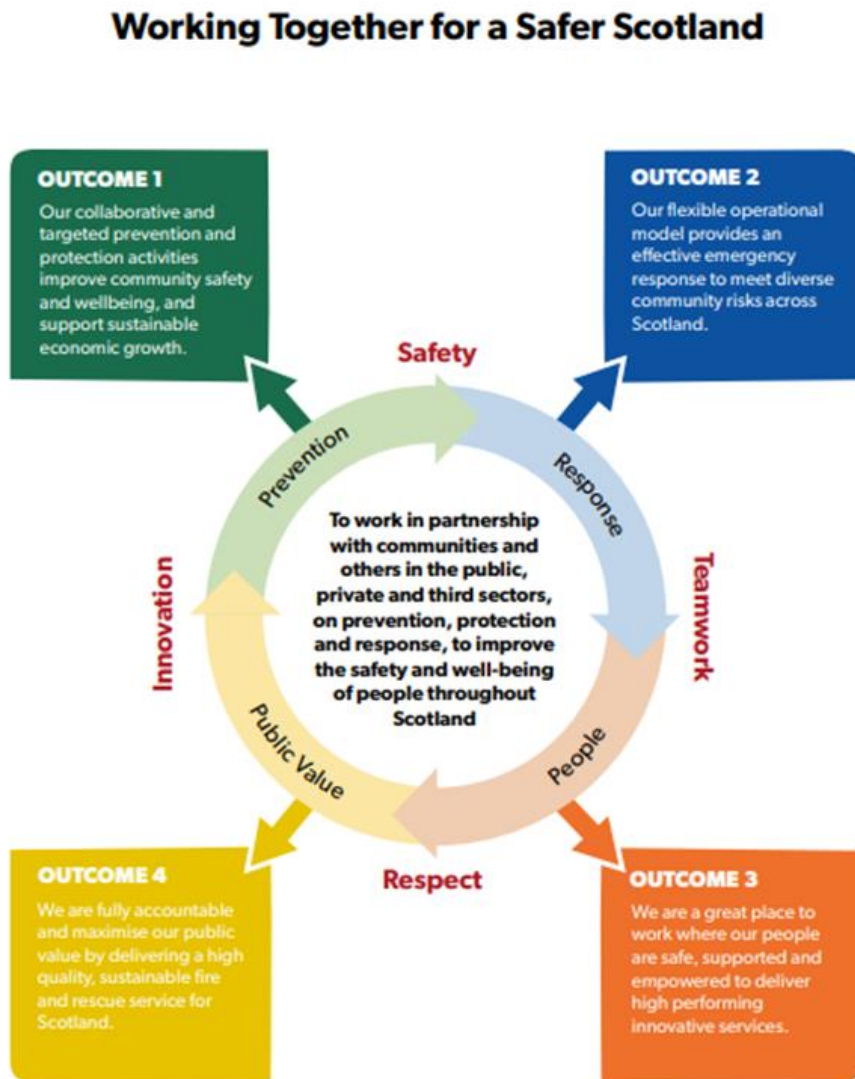 Working Together for a Safer Scotland
OUTCOME 1
Our collaborative and
targeted prevention and
protection activities
improve community safety
and wellbeing, and
support sustainable
economic growth.
OUTCOME 2
Our flexible operational
model provides an
effective emergency
response to meet diverse
community risks across
Scotland.
Safety
Prevention
Response
Innovation
To work in partnership
with communities and
others in the public,
private and third sectors,
on prevention, protection
and response, to improve
the safety and well-being
of people throughout
Scotland
Teamwork
Public Value
People
Respect
OUTCOME 4
We are fully accountable
and maximise our public
value by delivering a high
quality, sustainable fire
and rescue service for
Scotland.
OUTCOME 3
We are a great place to
work where our people
are safe, supported and
empowered to deliver
high performing
innovative services.